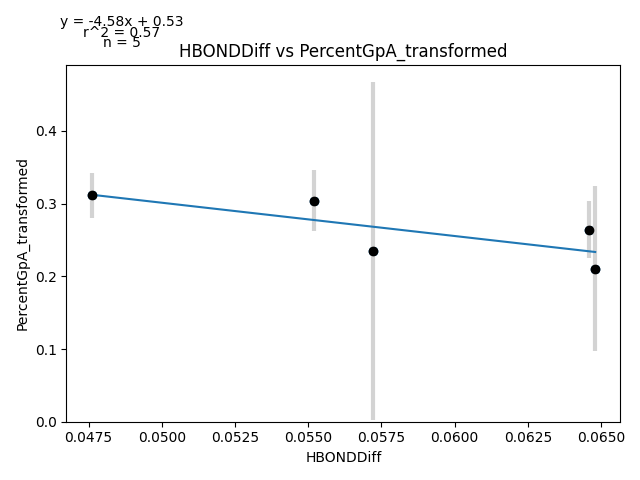 y = -4.58x + 0.53
r^2 = 0.57
n = 5
HBONDDiff vs PercentGpA_transformed
PercentGpA_transformed
0.4
0.3
0.2
0.1
0.0
0.0475 0.0500 0.0525 0.0550 0.0575 0.0600 0.0625 0.0650
HBONDDiff